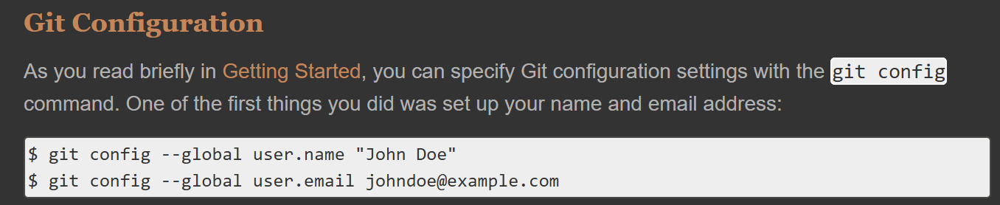 Git Configuration
As you read briefly in Getting Started, you can specify Git configuration settings with the git config
command. One of the first things you did was set up your name and email address:
$ git config --global user.name "John Doe"
$ git config --global user.email johndoe@example.com